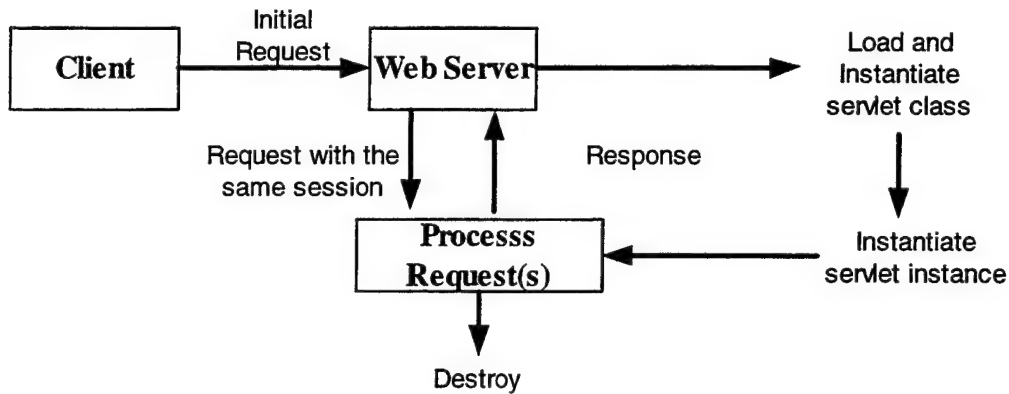 Initial
Request
Client
Web Server
Load and
Instantiate
servlet class
Request with the
same session
Response
Processs
Request(s)
Instantiate
servlet instance
Destroy